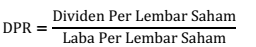 DPR = Dividen Per Lembar Saham
Laba Per Lembar Saham